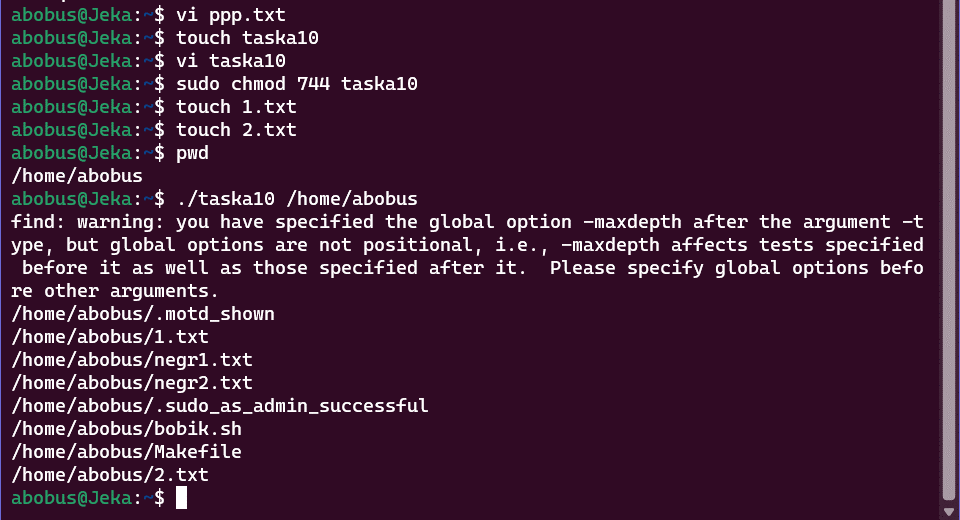 abobus@Jeka:~$ vi ppp.txt
abobus@Jeka:~$ touch taska10
abobus@Jeka:~$ vi taska10
abobus@Jeka:~$ sudo chmod 744 taska10
abobus@Jeka:~$ touch 1.txt
abobus@Jeka:~$ touch 2.txt
abobus@Jeka:~$ pwd
/home/abobus
abobus@Jeka:~$ ./taska10 /home/abobus
find: warning: you have specified the global option -maxdepth after the argument -t
ype, but global options are not positional, i.e., -maxdepth affects tests specified
 before it as well as those specified after it.  Please specify global options befo
re other arguments.
/home/abobus/.motd_shown
/home/abobus/1.txt
/home/abobus/negr1.txt
/home/abobus/negr2.txt
/home/abobus/.sudo_as_admin_successful
/home/abobus/bobik.sh
/home/abobus/Makefile
/home/abobus/2.txt
abobus@Jeka:~$